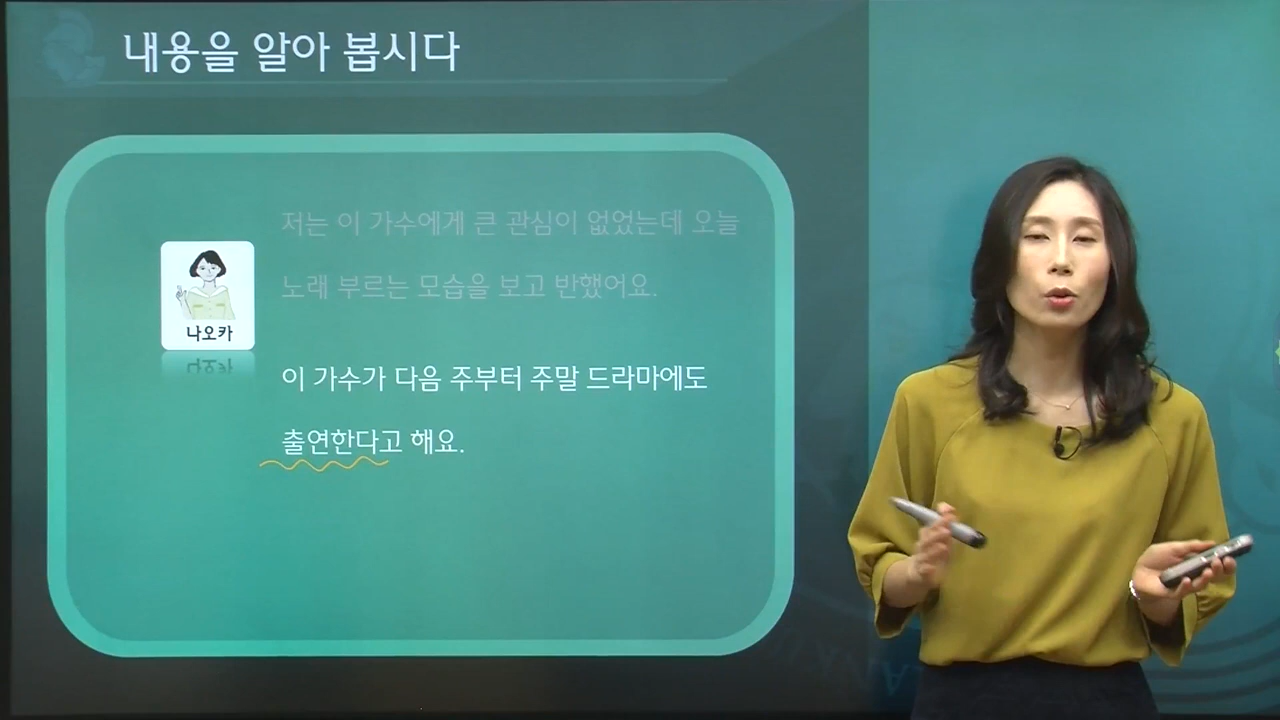 내용을 알아 봅시다
저는 이 가수에게 큰 관심이 없었는데 오늘
노래 부르는 모습을 보고 반했어요.
나오카
이 가수가 다음 주부터 주말 드라마에도
출연한다고 해요.